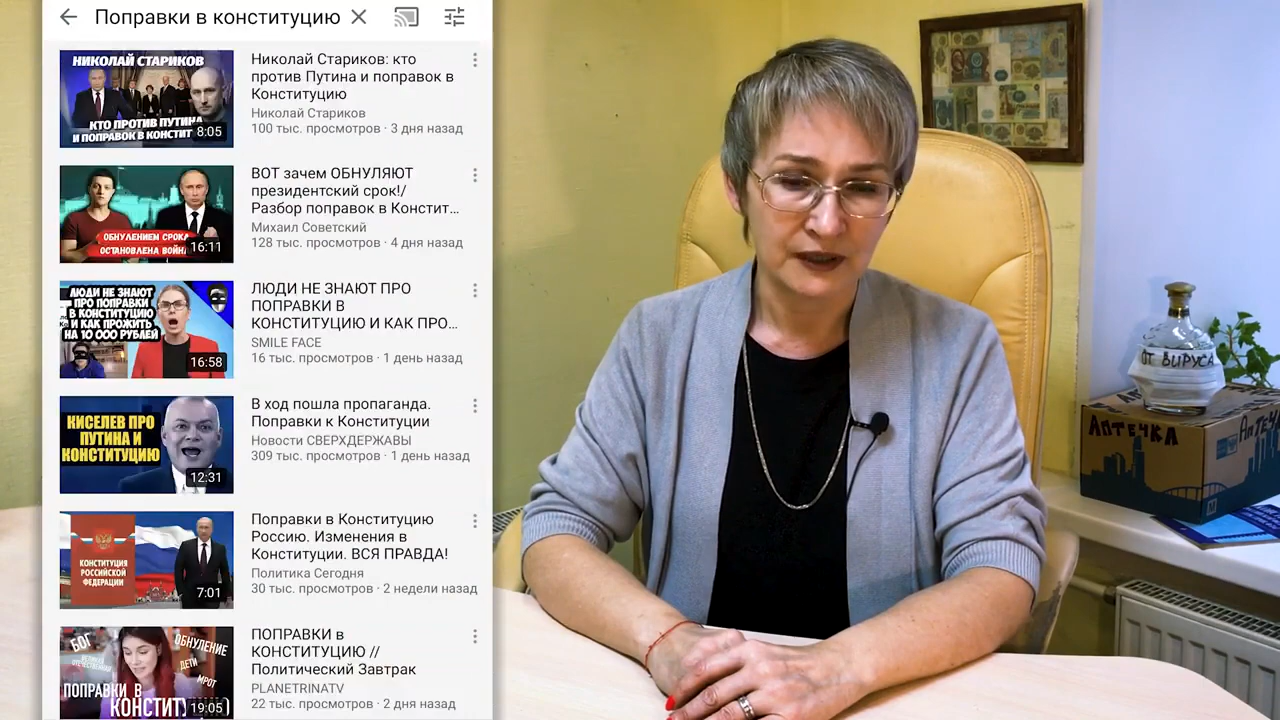 Поправки в конституцию
НИКОЛАЙ СТАРИКОВ
КТО ПРОТИВ ПУТИНА
И ПОПРАВОК В КОНСТИТ
8:05
Николай Стариков: кто
против Путина и поправок в
Конституцию
Николай Стариков
100 тыс. просмотров · 3 дня назад
ОБНУЛЕНИЕМ СРОКА
ОСТАНОВЛЕНА ВОЙН
16:11
ВОТ зачем ОБНУЛЯЮТ
президентский срок!/
Разбор поправок в Констит...
Михаил Советский
128 тыс. просмотров · 4 дня назад
ЛЮДИ НЕ ЗНАЮТ
ПРО ПОПРАВКИ
В КОНСТИТУЦИЮ
И КАК ПРОЖИТЬ
НА 10 000 РУБЛЕЙ
16:58
ЛЮДИ НЕ ЗНАЮТ ПРО
ПОПРАВКИ В
КОНСТИТУЦИЮ И КАК ПРО...
SMILE FACE
16 тыс. просмотров · 1 день назад
КИСЕЛЕВ ПРО
ПУТИНА И
КОНСТИТУЦИЮ
12:31
В ход пошла пропаганда.
Поправки к Конституции
Новости СВЕРХДЕРЖАВЫ
309 тыс. просмотров · 1 день назад
КОНСТИТУЦИЯ
РОССИЙСКОЙ
ФЕДЕРАЦИИ
7:01
Поправки в Конституцию
Россию. Изменения в
Конституции. ВСЯ ПРАВДА!
Политика Сегодня
30 тыс. просмотров · 2 недели назад
БОГ
ОБНУЛЕНИЕ
ДЕТИ
МРОТ
ПОПРАВКИ В
КОНСТИТУЦИЮ
19:05
ПОПРАВКИ в
КОНСТИТУЦИЮ //
Политический Завтрак
PLANETRINATV
22 тыс. просмотров · 2 дня назад
ОТ ВИРУСА
АПТЕЧКА